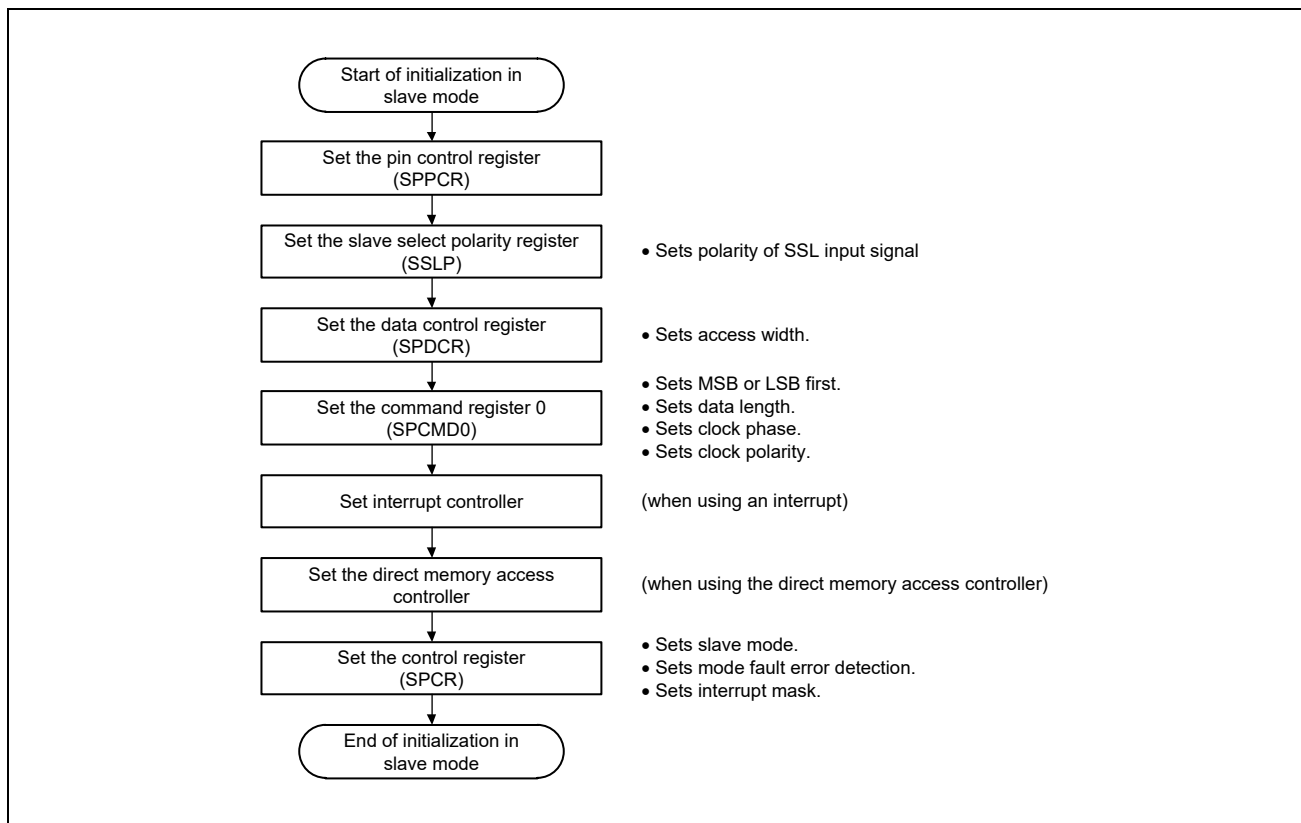 Start of initialization in
slave mode
Set the pin control register
(SPPCR)
Set the slave select polarity register
(SSLP)
• Sets polarity of SSL input signal
Set the data control register
(SPDCR)
• Sets access width.
Set the command register 0
(SPCMD0)
• Sets MSB or LSB first.
• Sets data length.
• Sets clock phase.
• Sets clock polarity.
Set interrupt controller
(when using an interrupt)
Set the direct memory access
controller
(when using the direct memory access controller)
Set the control register
(SPCR)
• Sets slave mode.
• Sets mode fault error detection.
• Sets interrupt mask.
End of initialization in
slave mode